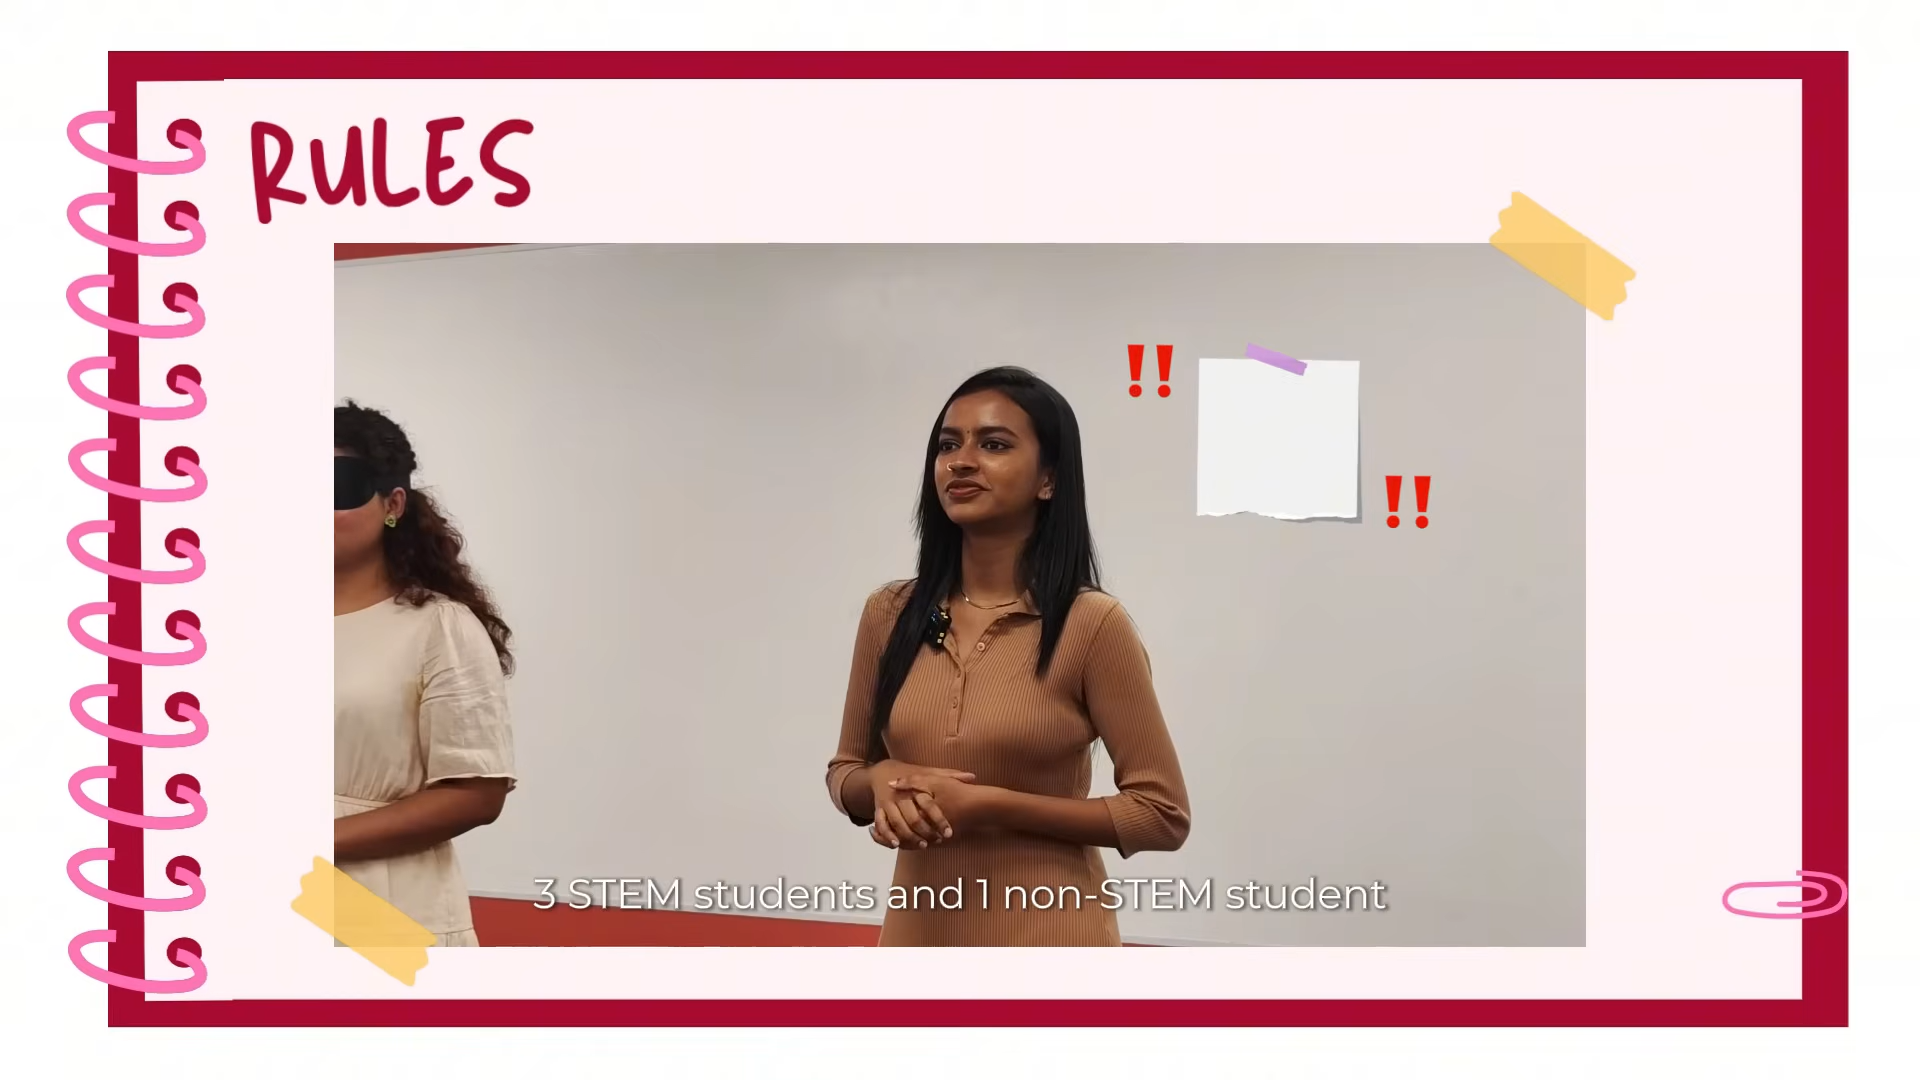 RULES
‼
‼
3 STEM students and 1 non-STEM student